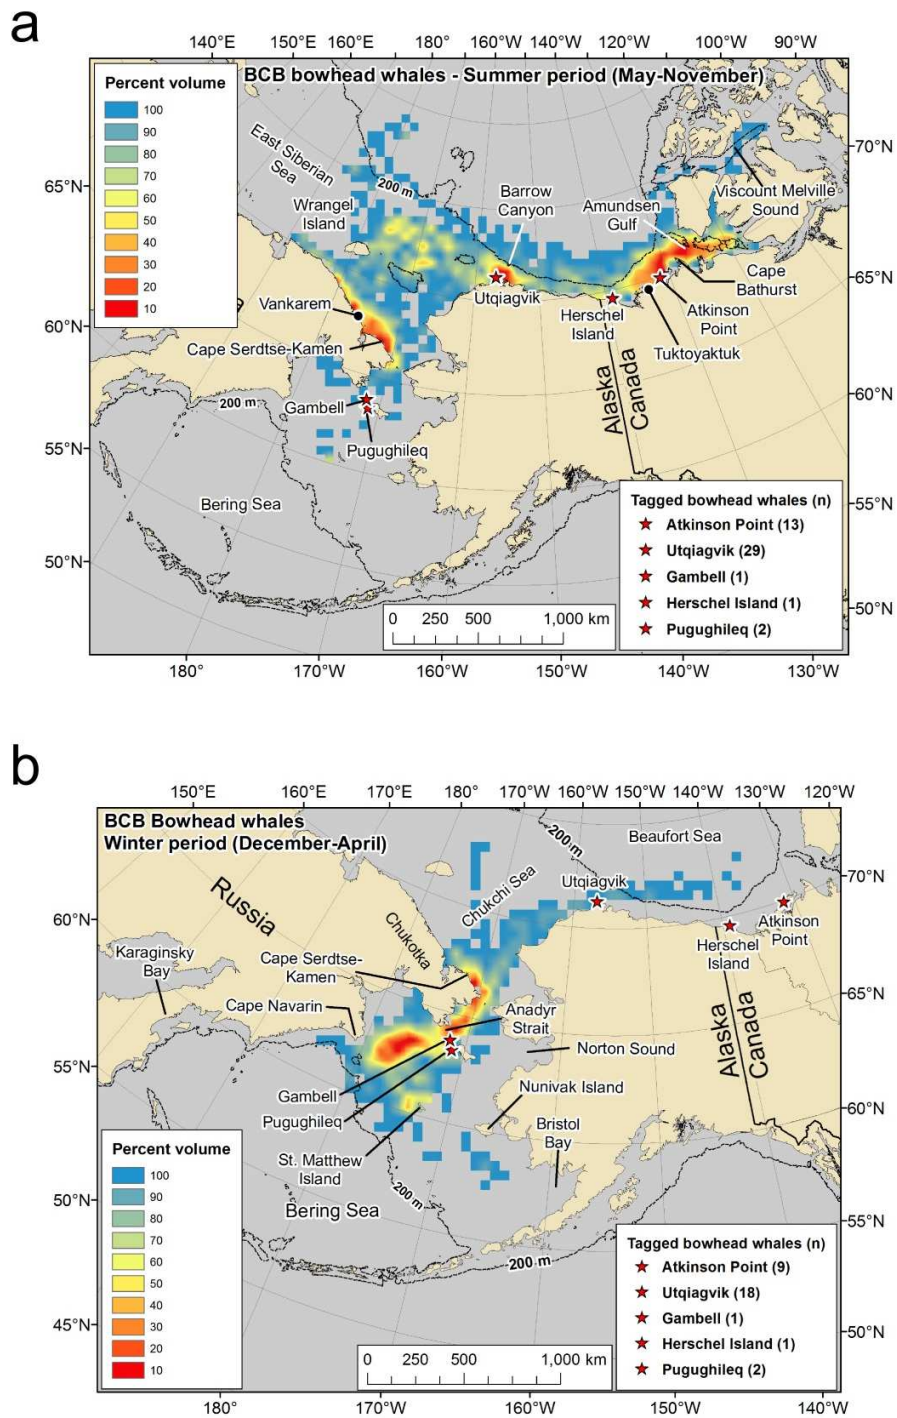 a
140°E 150°E 160°E 180° 160°W 140°W 120°W 100°W 90°W
BCB bowhead whales - Summer period (May-November)
Percent volume
100
90
80
70
60
50
40
30
20
10
East Siberian
Sea
200 m
Wrangel
Island
Barrow
Canyon
Amundsen
Gulf
Viscount Melville
Sound
Cape
Bathurst
Utqiagvik
Herschel
Island
Atkinson
Point
Tuktoyaktuk
Vankarem
Cape Serdtse-Kamen
Gambell
Pugughileq
200 m
Bering Sea
Alaska
Canada
65°N
60°N
55°N
50°N
70°N
65°N
60°N
55°N
50°N
Tagged bowhead whales (n)
Atkinson Point (13)
Utqiagvik (29)
Gambell (1)
Herschel Island (1)
Pugughileq (2)
0 250 500 1,000 km
180° 170°W 160°W 150°W 140°W 130°W
b
150°E 160°E 170°E 180° 170°W 160°W 150°W 140°W 130°W 120°W
BCB Bowhead whales
Winter period (December-April)
200 m
Beaufort Sea
Russia
Chukotka
Chukchi Sea
Utqiagvik
Herschel
Island
Atkinson
Point
Karaginsky
Bay
Cape Serdtse-
Kamen
Cape Navarin
Anadyr
Strait
Norton Sound
Nunivak Island
Bristol
Bay
Gambell
Pugughileq
St. Matthew
Island
200 m
Bering Sea
200 m
Alaska
Canada
60°N
55°N
50°N
45°N
70°N
65°N
60°N
55°N
50°N
Percent volume
100
90
80
70
60
50
40
30
20
10
Tagged bowhead whales (n)
Atkinson Point (9)
Utqiagvik (18)
Gambell (1)
Herschel Island (1)
Pugughileq (2)
0 250 500 1,000 km
180° 170°W 160°W 150°W 140°W